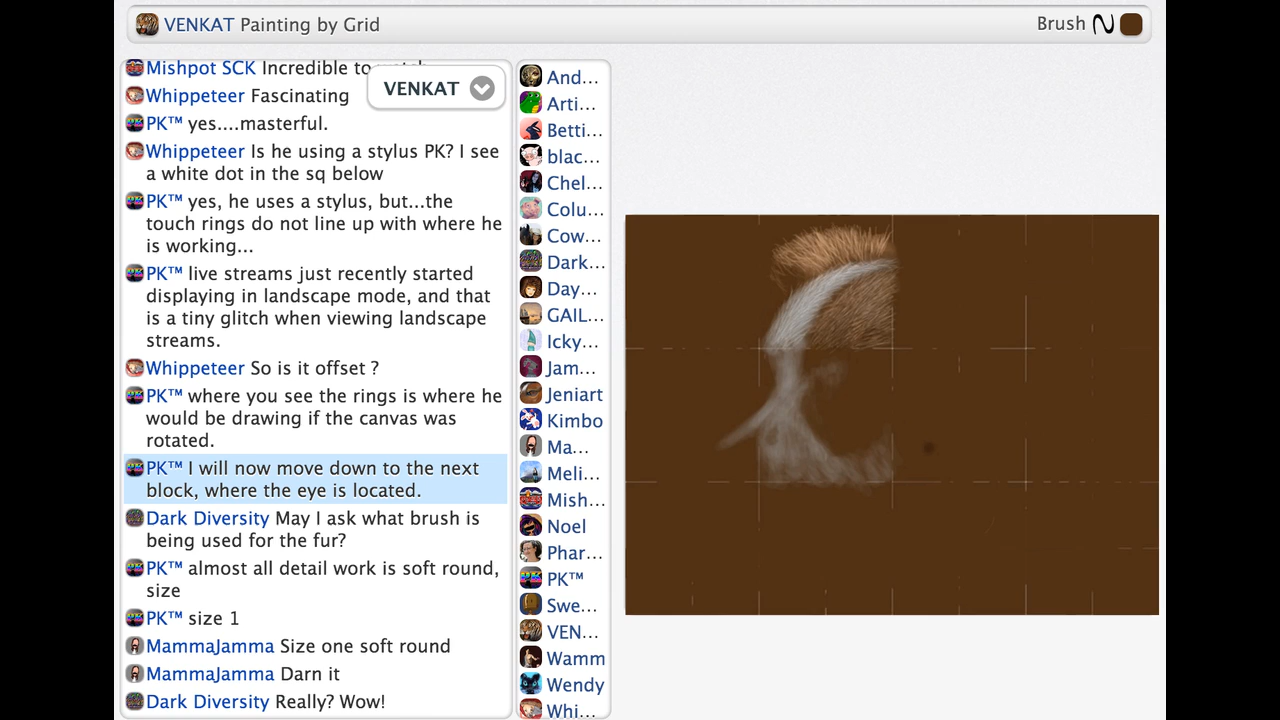 VENKAT Painting by Grid
Brush
Mishpot SCK Incredible to
VENKAT
Whippeteer Fascinating
PK™ yes....masterful.
Whippeteer Is he using a stylus PK? I see
a white dot in the sq below
PK™ yes, he uses a stylus, but...the
touch rings do not line up with where he
is working...
PK™ live streams just recently started
displaying in landscape mode, and that
is a tiny glitch when viewing landscape
streams.
Whippeteer So is it offset ?
PK™ where you see the rings is where he
would be drawing if the canvas was
rotated.
PK™ I will now move down to the next
block, where the eye is located.
Dark Diversity May I ask what brush is
being used for the fur?
PK™ almost all detail work is soft round,
size
PK™ size 1
MammaJamma Size one soft round
MammaJamma Darn it
Dark Diversity Really? Wow!
And...
Arti...
Betti...
blac...
Chel...
Colu...
Cow...
Dark...
Day...
GAIL...
Icky...
Jam...
Jeniart
Kimbo
Ma...
Meli...
Mish...
Noel
Phar...
PK™
Swe...
VEN...
Wamm
Wendy
Whi...